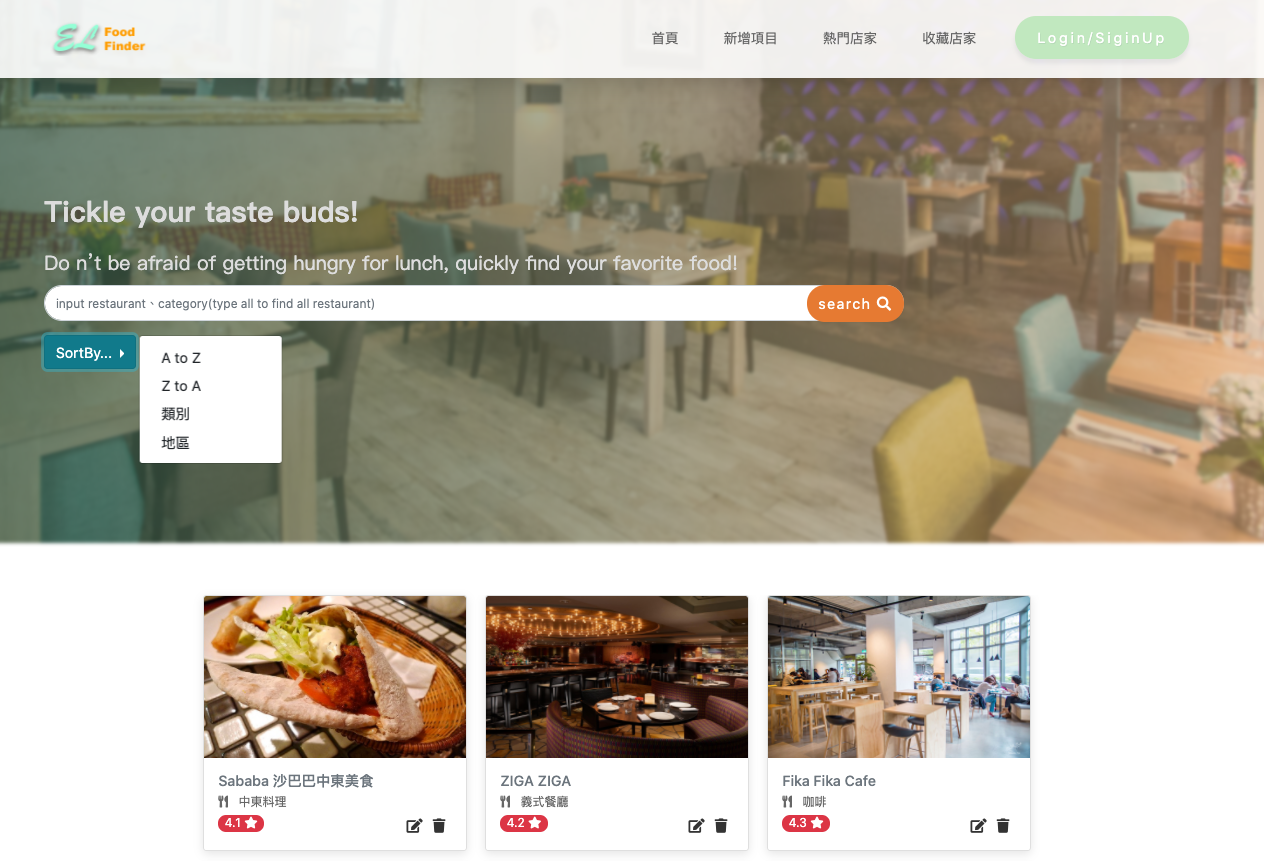 EL Food Finder
首頁 新增項目 熱門店家 收藏店家 Login/SiginUp
Tickle your taste buds!
Do n't be afraid of getting hungry for lunch, quickly find your favorite food!
input restaurant、category(type all to find all restaurant) search
SortBy...
A to Z
Z to A
類別
地區
Sababa 沙巴巴中東美食
中東料理
4.1
ZIGA ZIGA
義式餐廳
4.2
Fika Fika Cafe
咖啡
4.3